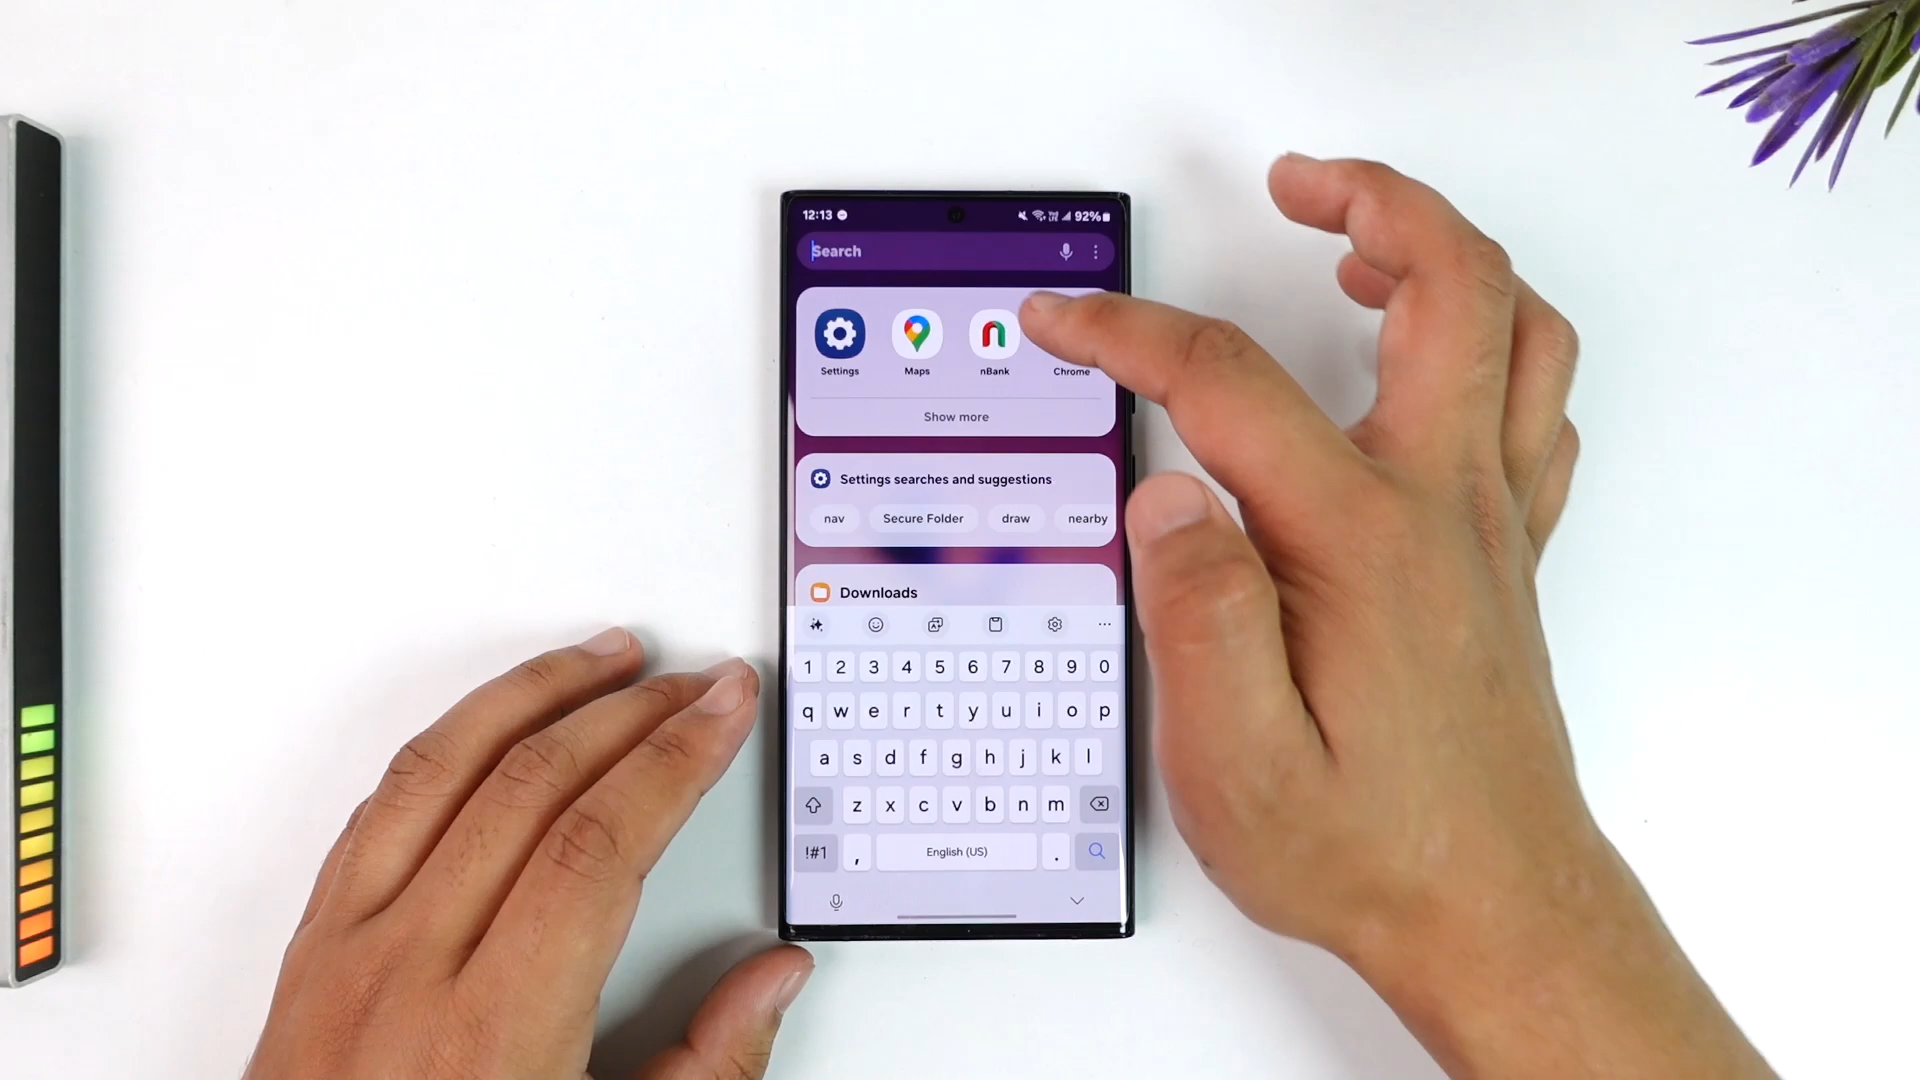 12:13 92%
Search
Settings Maps nBank Chrome
Show more
Settings searches and suggestions
nav Secure Folder draw nearby
Downloads
1 2 3 4 5 6 7 8 9 0
q w e r t y u i o p
a s d f g h j k l
z x c v b n m
!#1 , English (US) .